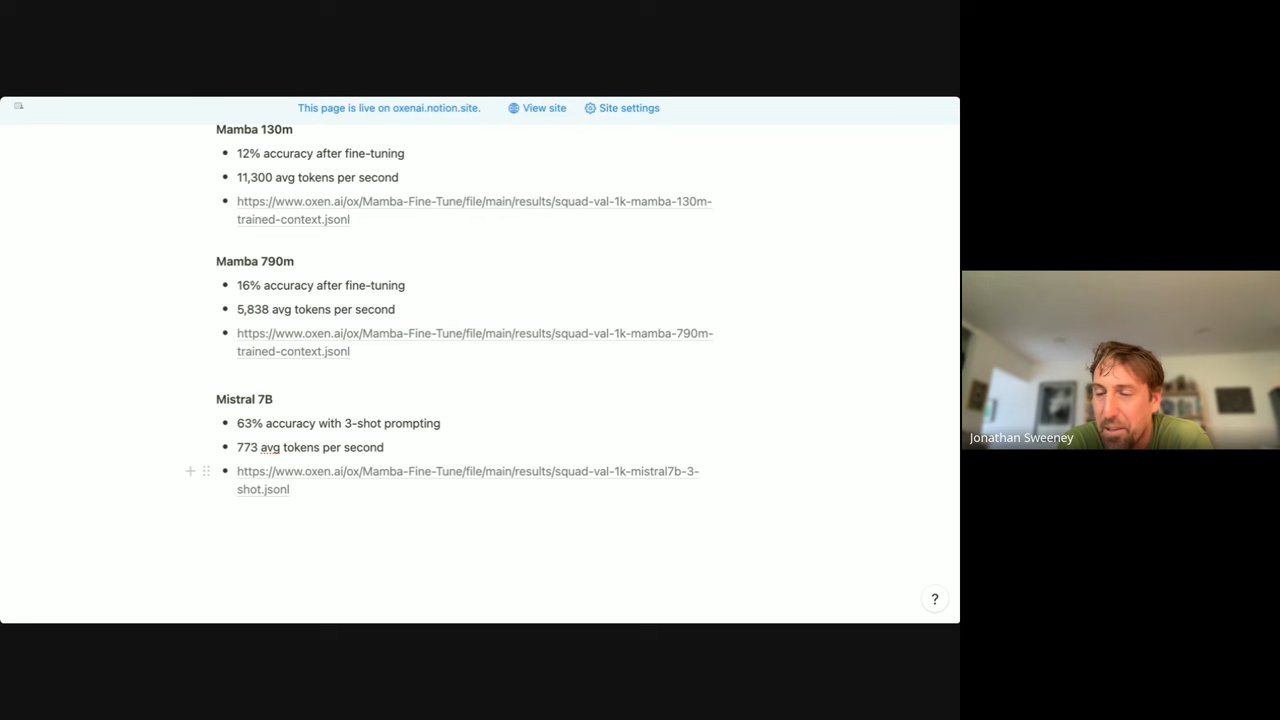 This page is live on oxenai.notion.site.
View site
Site settings
Mamba 130m
12% accuracy after fine-tuning
11,300 avg tokens per second
https://www.oxen.ai/ox/Mamba-Fine-Tune/file/main/results/squad-val-1k-mamba-130m-
trained-context.jsonl
Mamba 790m
16% accuracy after fine-tuning
5,838 avg tokens per second
https://www.oxen.ai/ox/Mamba-Fine-Tune/file/main/results/squad-val-1k-mamba-790m-
trained-context.jsonl
Mistral 7B
63% accuracy with 3-shot prompting
773 avg tokens per second
https://www.oxen.ai/ox/Mamba-Fine-Tune/file/main/results/squad-val-1k-mistral7b-3-
shot.jsonl
?
Jonathan Sweeney